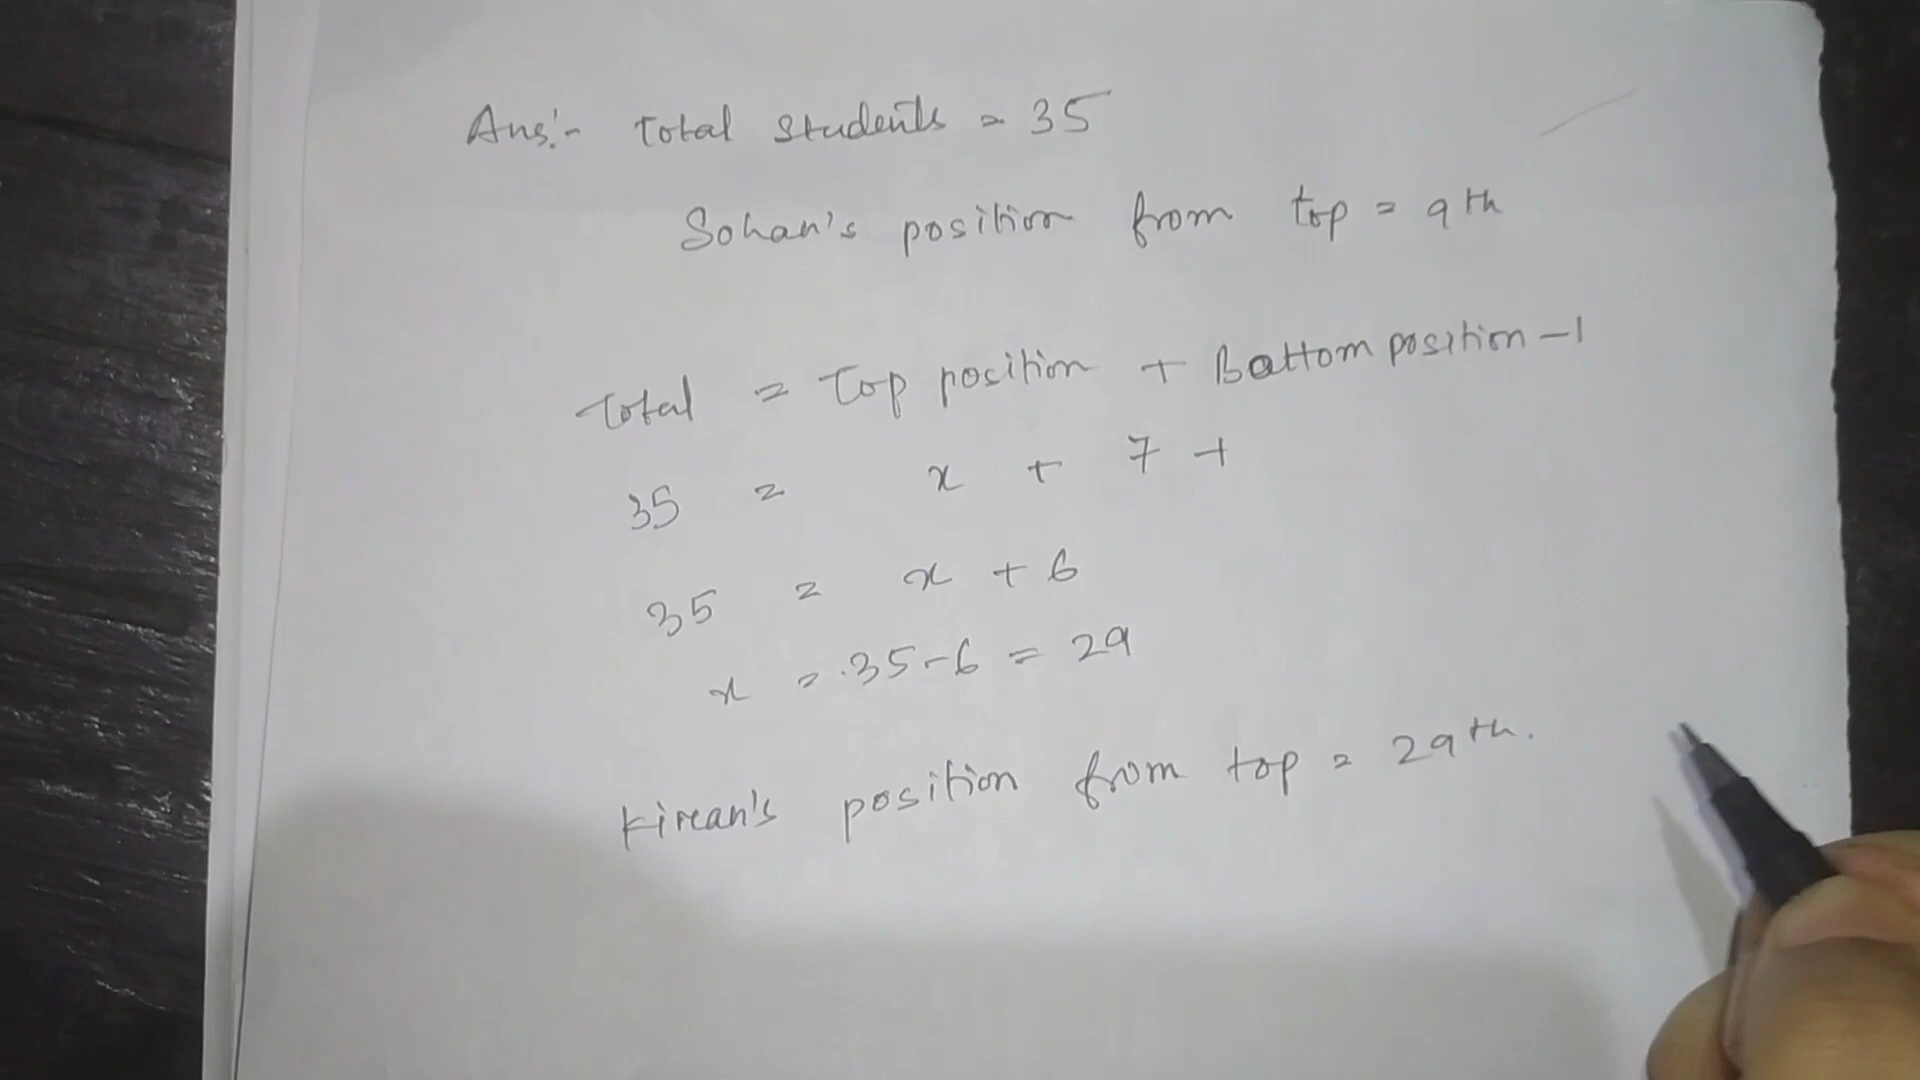 Ans:- Total students = 35
Sohan's position from top = 9th
Total = Top position + Bottom position - 1
35 = x + 7 +
35 = x + 6
x = 35 - 6 = 29
Kiran's position from top = 29th.